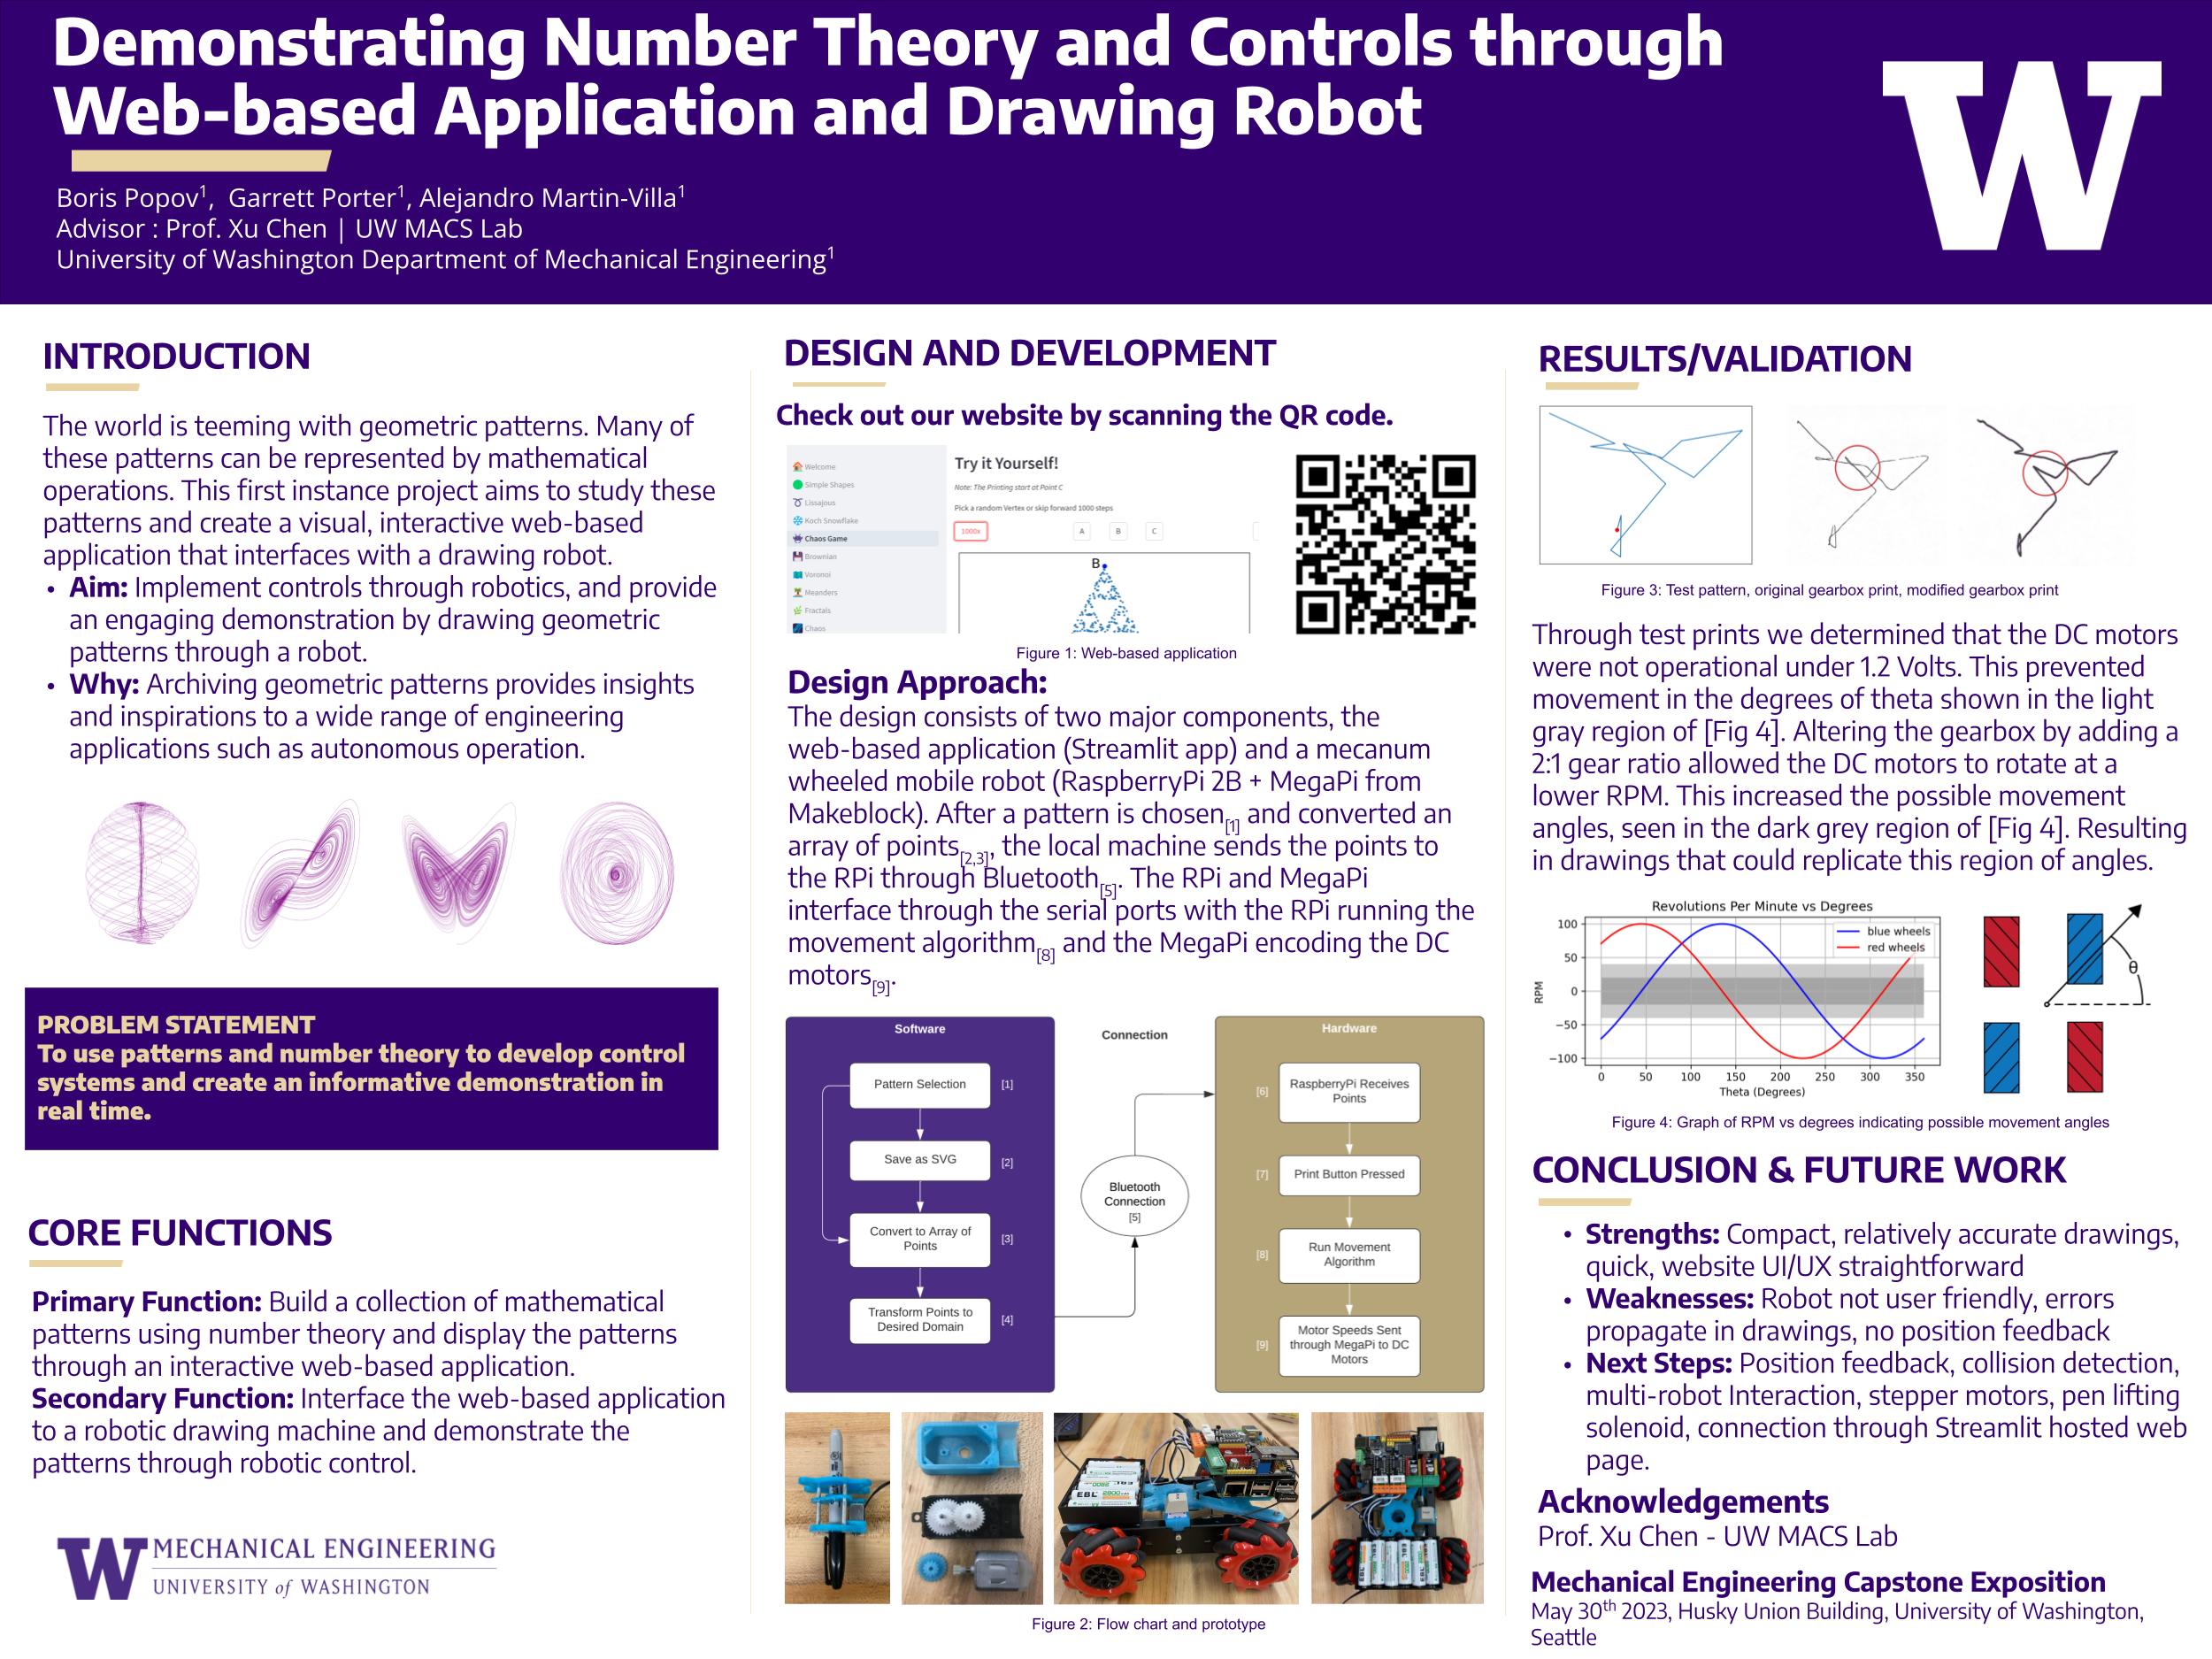 Demonstrating Number Theory and Controls through
Web-based Application and Drawing Robot
Boris Popov1, Garrett Porter1, Alejandro Martin-Villa1
Advisor : Prof. Xu Chen | UW MACS Lab
University of Washington Department of Mechanical Engineering1
W
INTRODUCTION
The world is teeming with geometric patterns. Many of
these patterns can be represented by mathematical
operations. This first instance project aims to study these
patterns and create a visual, interactive web-based
application that interfaces with a drawing robot.
• Aim: Implement controls through robotics, and provide
an engaging demonstration by drawing geometric
patterns through a robot.
• Why: Archiving geometric patterns provides insights
and inspirations to a wide range of engineering
applications such as autonomous operation.
PROBLEM STATEMENT
To use patterns and number theory to develop control
systems and create an informative demonstration in
real time.
CORE FUNCTIONS
Primary Function: Build a collection of mathematical
patterns using number theory and display the patterns
through an interactive web-based application.
Secondary Function: Interface the web-based application
to a robotic drawing machine and demonstrate the
patterns through robotic control.
W MECHANICAL ENGINEERING
UNIVERSITY of WASHINGTON
DESIGN AND DEVELOPMENT
Check out our website by scanning the QR code.
Welcome
Simple Shapes
Lissajous
Koch Snowflake
Chaos Game
Brownian
Voronoi
Meanders
Fractals
Chaos
Try it Yourself!
Note: The Printing start at Point C
Pick a random Vertex or skip forward 1000 steps
1000x
A
B
C
B
Figure 1: Web-based application
Design Approach:
The design consists of two major components, the
web-based application (Streamlit app) and a mecanum
wheeled mobile robot (RaspberryPi 2B + MegaPi from
Makeblock). After a pattern is chosen[1] and converted an
array of points[2,3], the local machine sends the points to
the RPi through Bluetooth[5]. The RPi and MegaPi
interface through the serial ports with the RPi running the
movement algorithm[8] and the MegaPi encoding the DC
motors[9].
Software
Pattern Selection [1]
Save as SVG [2]
Convert to Array of
Points
[3]
Transform Points to
Desired Domain
[4]
Connection
Bluetooth
Connection
[5]
Hardware
[6]
RaspberryPi Receives
Points
[7] Print Button Pressed
[8]
Run Movement
Algorithm
[9]
Motor Speeds Sent
through MegaPi to DC
Motors
EBL
Figure 2: Flow chart and prototype
RESULTS/VALIDATION
Figure 3: Test pattern, original gearbox print, modified gearbox print
Through test prints we determined that the DC motors
were not operational under 1.2 Volts. This prevented
movement in the degrees of theta shown in the light
gray region of [Fig 4]. Altering the gearbox by adding a
2:1 gear ratio allowed the DC motors to rotate at a
lower RPM. This increased the possible movement
angles, seen in the dark grey region of [Fig 4]. Resulting
in drawings that could replicate this region of angles.
Revolutions Per Minute vs Degrees
blue wheels
red wheels
100
50
0
−50
−100
RPM
0 50 100 150 200 250 300 350
Theta (Degrees)
θ
Figure 4: Graph of RPM vs degrees indicating possible movement angles
CONCLUSION & FUTURE WORK
• Strengths: Compact, relatively accurate drawings,
quick, website UI/UX straightforward
• Weaknesses: Robot not user friendly, errors
propagate in drawings, no position feedback
• Next Steps: Position feedback, collision detection,
multi-robot Interaction, stepper motors, pen lifting
solenoid, connection through Streamlit hosted web
page.
Acknowledgements
Prof. Xu Chen - UW MACS Lab
Mechanical Engineering Capstone Exposition
May 30th 2023, Husky Union Building, University of Washington,
Seattle